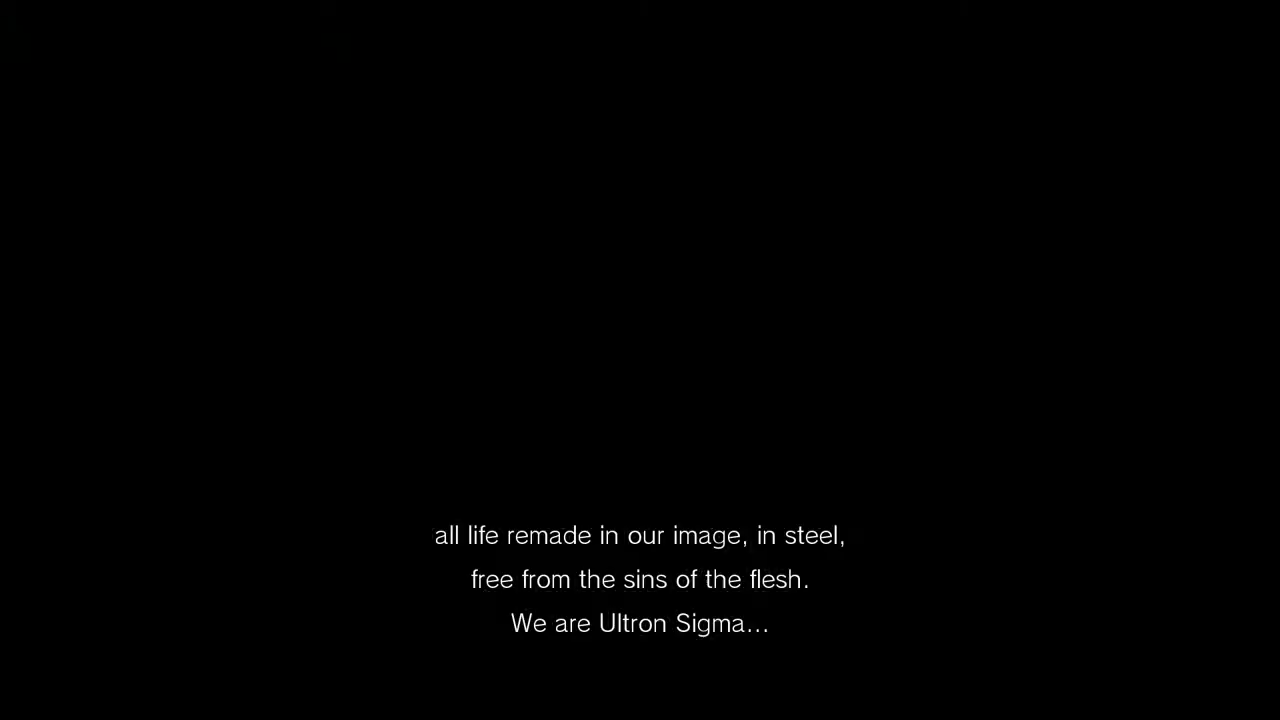 all life remade in our image, in steel,
free from the sins of the flesh.
We are Ultron Sigma...